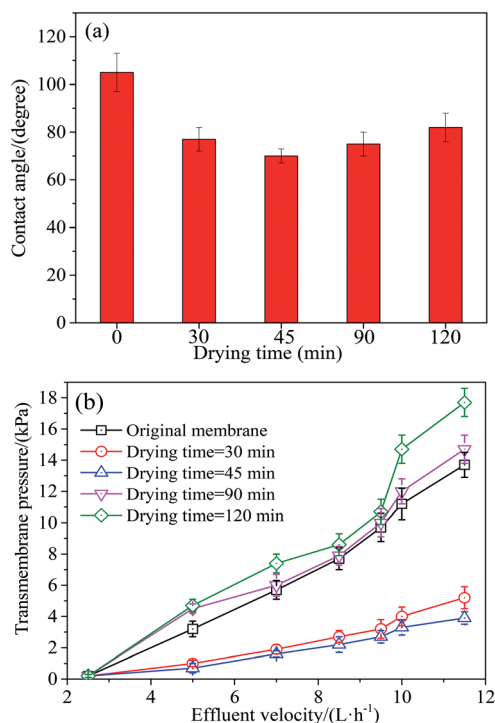 (a)
Contact angle/(degree)
120
100
80
60
40
20
0
0 30 45 90 120
Drying time (min)
(b)
Transmembrane pressure/(kPa)
18
16
14
12
10
8
6
4
2
0
Original membrane
Drying time=30 min
Drying time=45 min
Drying time=90 min
Drying time=120 min
2 4 6 8 10 12
Effluent velocity/(L·h⁻¹)